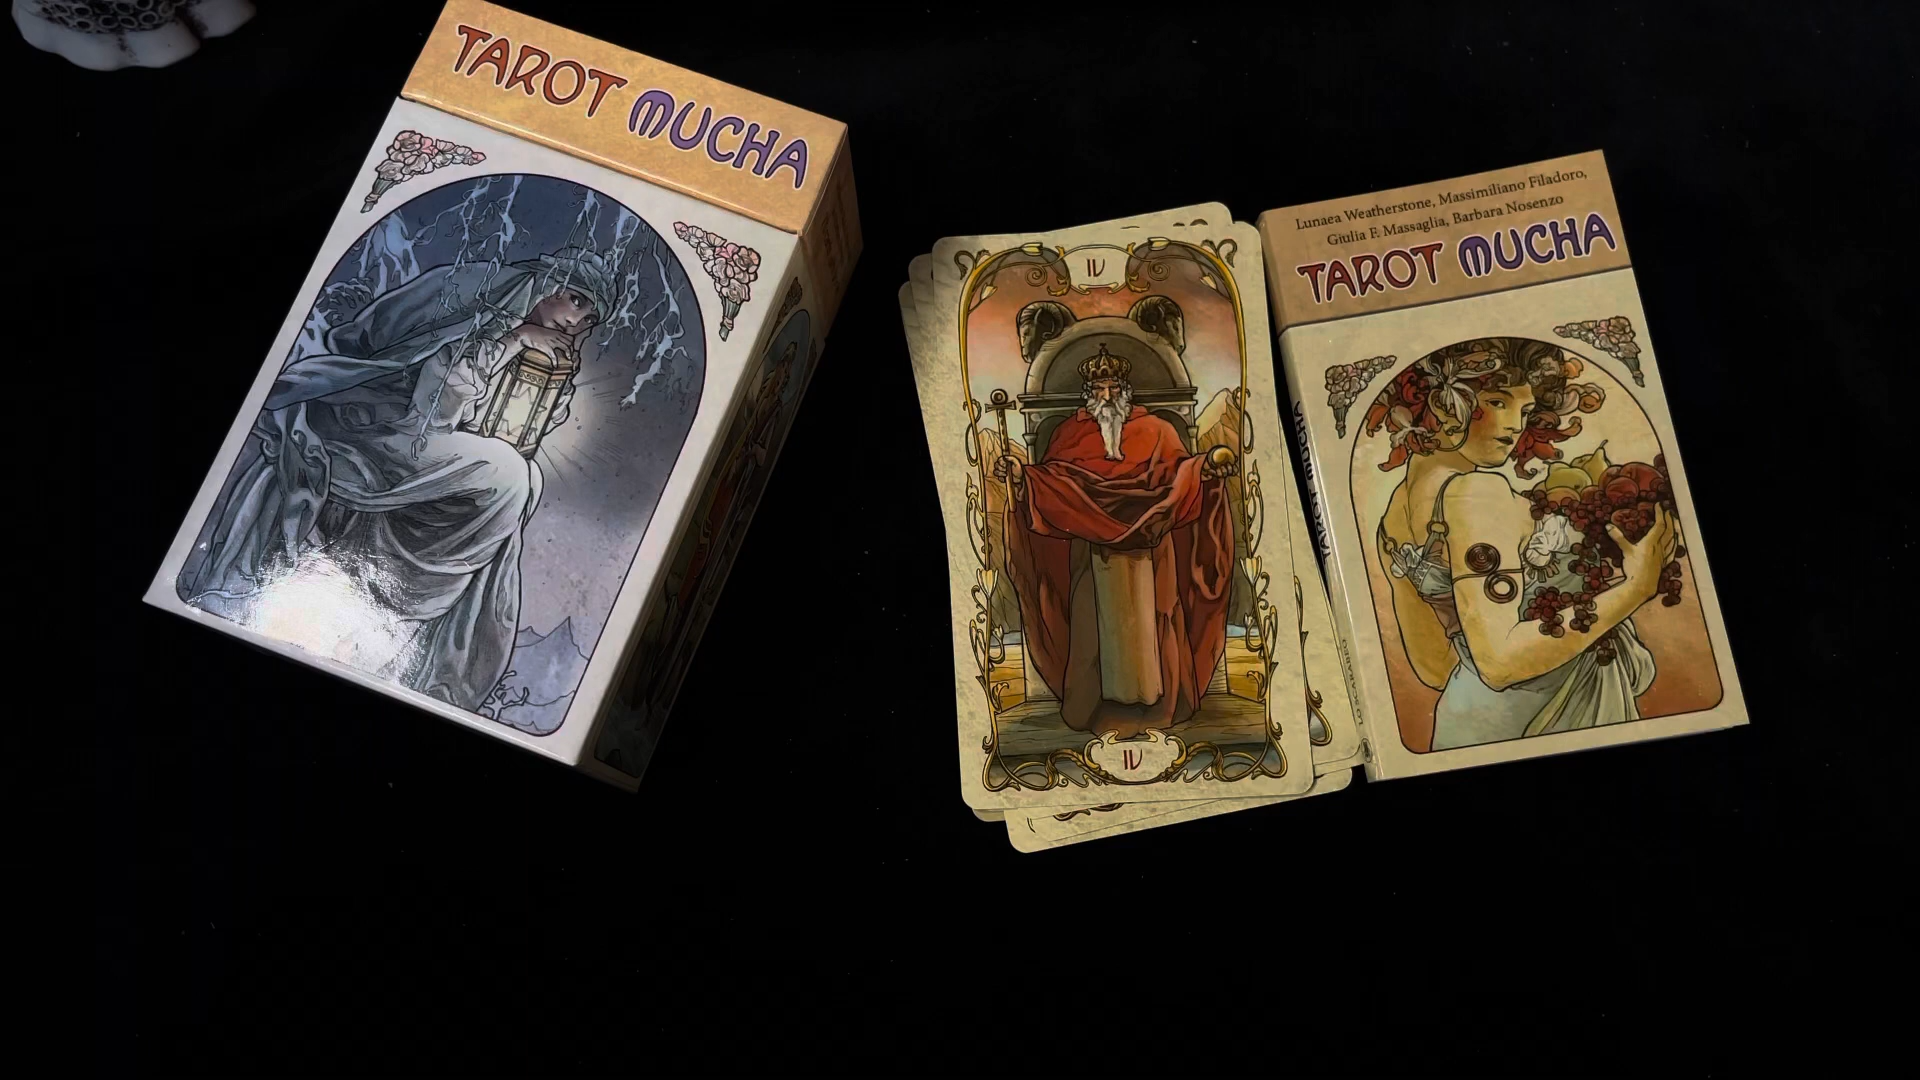 TAROT MUCHA
IV
IV
Lunaea Weatherstone, Massimiliano Filadoro,
Giulia F. Massaglia, Barbara Nosenzo
TAROT MUCHA
TAROT MUCHA
LO SCARABEO